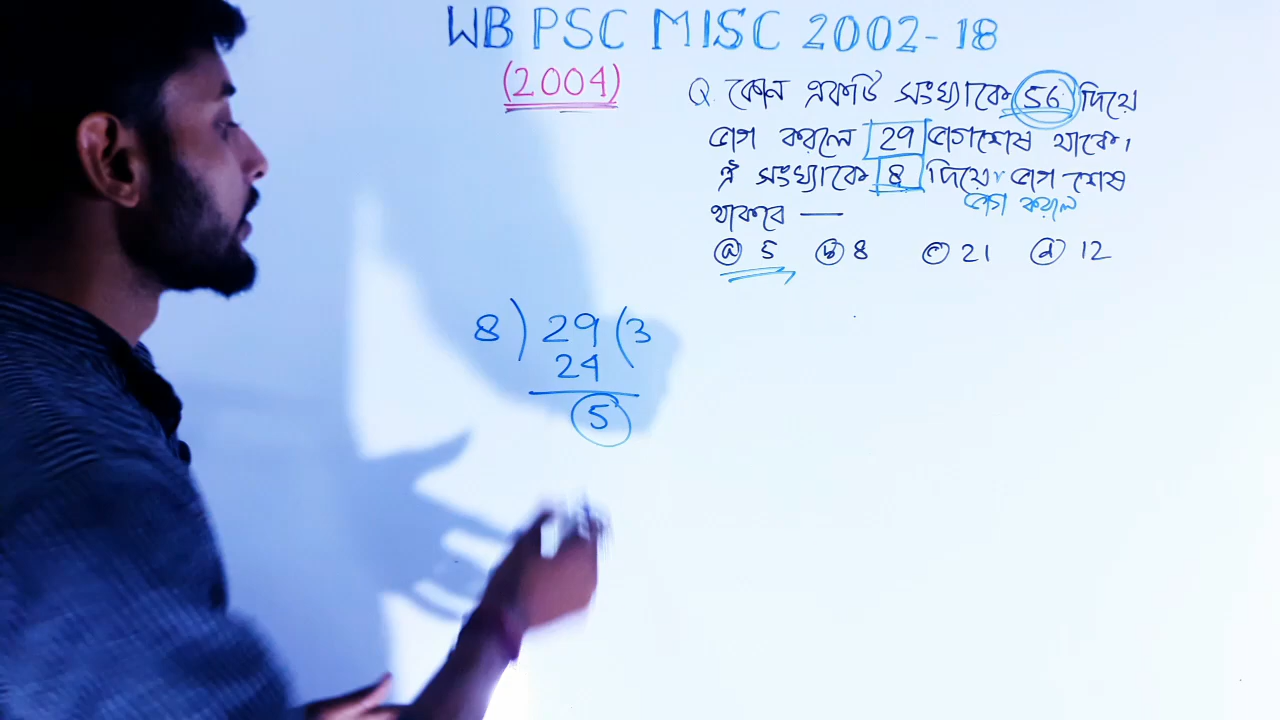 WB PSC MISC 2002-18
(2004)
Q. কোন একটি সংখ্যাকে 56 দিয়ে
ভাগ করলে 29 ভাগশেষ থাকে।
ঐ সংখ্যাকে 8 দিয়ে ভাগ শেষ
ভাগ করলে
থাকবে —
(a) 5 (b) 8 (c) 21 (d) 12
8 ) 29 ( 3
24
5